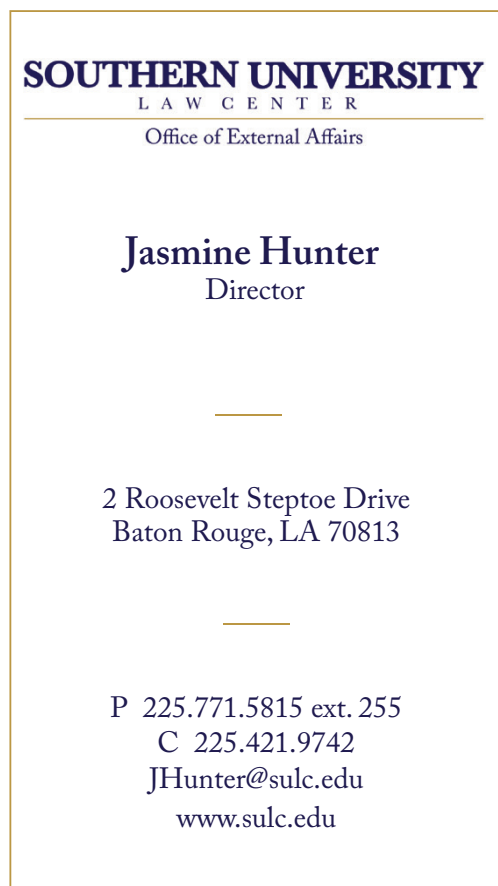 SOUTHERN UNIVERSITY
LAW CENTER
Office of External Affairs
Jasmine Hunter
Director
2 Roosevelt Steptoe Drive
Baton Rouge, LA 70813
P 225.771.5815 ext. 255
C 225.421.9742
JHunter@sulc.edu
www.sulc.edu